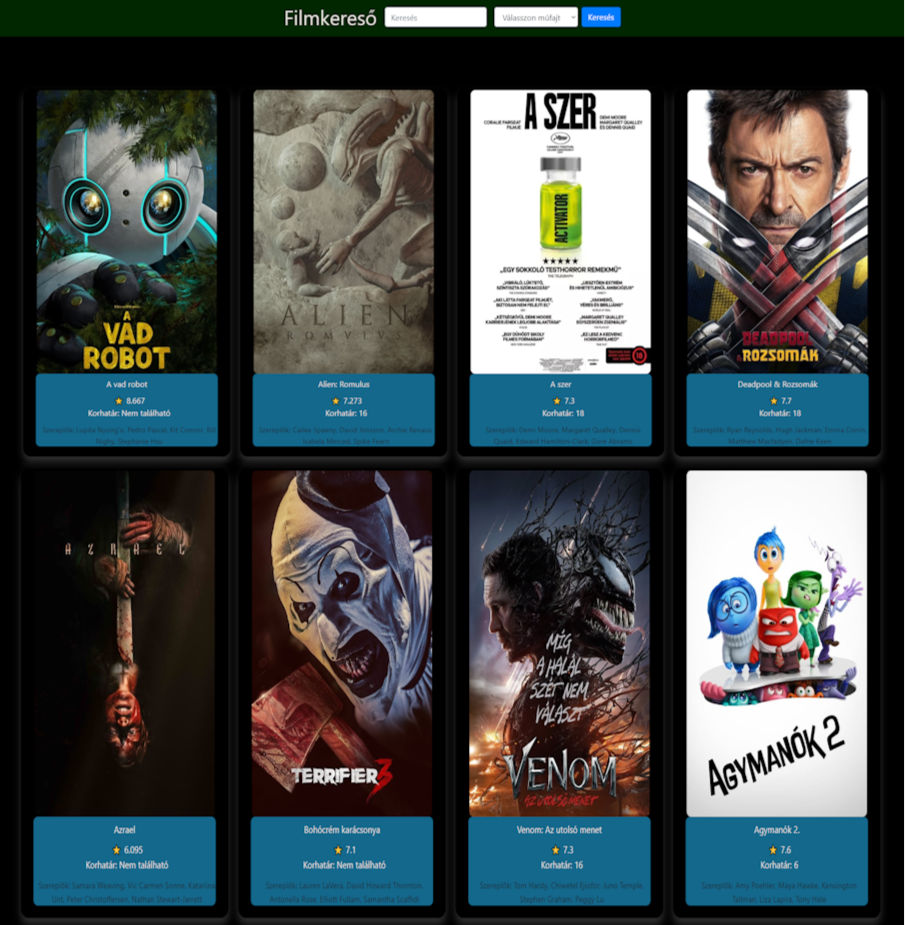 Filmkereső
Keresés
Válasszon műfajt
Keresés
A
VAD
ROBOT
ALIEN
ROMULUS
CORALIE FARGEAT
FILMJE
A SZER
DEMI MOORE
MARGARET QUALLEY
ÉS DENNIS QUAID
ACTIVATOR
„EGY SOKKOLÓ TESTHORROR REMEKMŰ”
18
DEADPOOL
ROZSOMÁK
A vad robot
8.667
Korhatár: Nem található
Szereplők: Lupita Nyong'o, Pedro Pascal, Kit Connor, Bill
Nighy, Stephanie Hsu
Alien: Romulus
7.273
Korhatár: 16
Szereplők: Cailee Spaeny, David Jonsson, Archie Renaux,
Isabela Merced, Spike Fearn
A szer
7.3
Korhatár: 18
Szereplők: Demi Moore, Margaret Qualley, Dennis
Quaid, Edward Hamilton-Clark, Gore Abrams
Deadpool & Rozsomák
7.7
Korhatár: 18
Szereplők: Ryan Reynolds, Hugh Jackman, Emma Corrin,
Matthew Macfadyen, Dafne Keen
AZRAEL
TERRIFIER 3
MÍG
A HALÁL
SZÉT NEM
VÁLASZT
VENOM
AZ UTOLSÓ MENET
AGYMANÓK 2
Azrael
6.095
Korhatár: Nem található
Szereplők: Samara Weaving, Vic Carmen Sonne, Katariina
Unt, Peter Christoffersen, Nathan Stewart-Jarrett
Bohócrém karácsonya
7.1
Korhatár: Nem található
Szereplők: Lauren LaVera, David Howard Thornton,
Antonella Rose, Elliott Fullam, Samantha Scaffidi
Venom: Az utolsó menet
7.3
Korhatár: 16
Szereplők: Tom Hardy, Chiwetel Ejiofor, Juno Temple,
Stephen Graham, Peggy Lu
Agymanók 2.
7.6
Korhatár: 6
Szereplők: Amy Poehler, Maya Hawke, Kensington
Tallman, Liza Lapira, Tony Hale